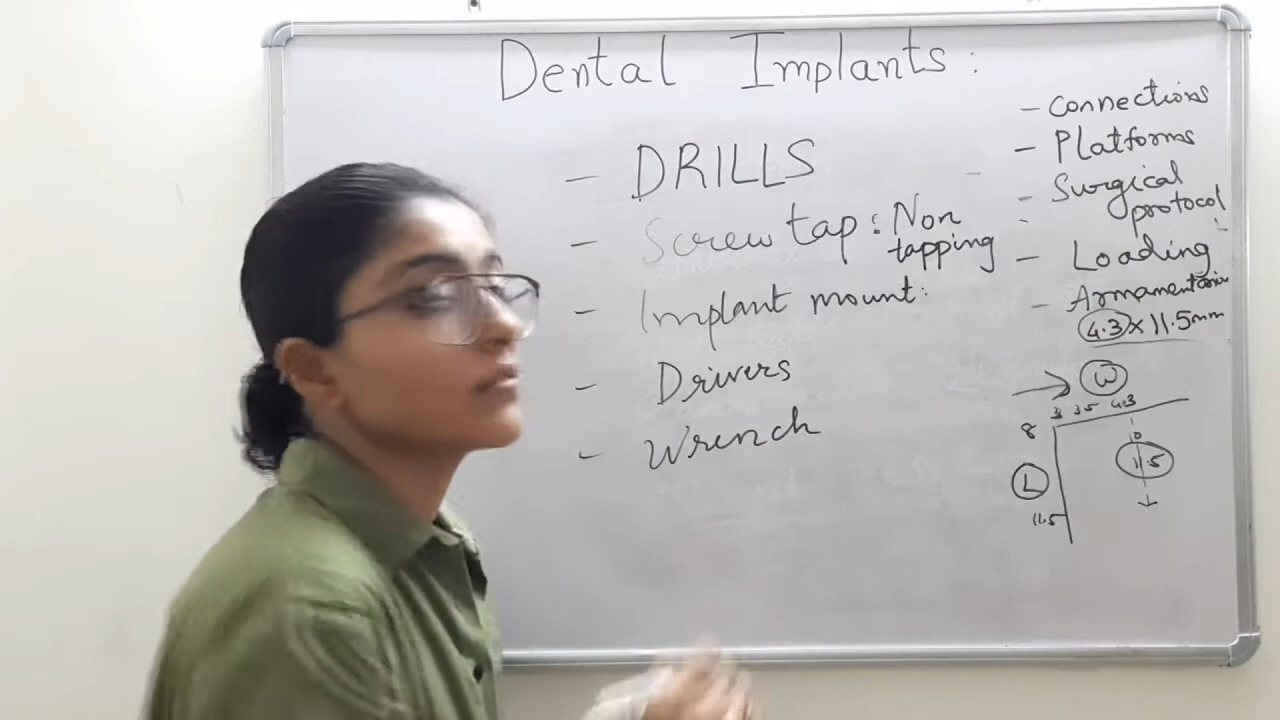 Dental Implants:
- DRILLS
- Screw tap: Non
tapping
- Implant mount:
- Drivers
- Wrench
- Connections
- Platforms
- Surgical
protocol
- Loading
-
4.3 x 11.5mm
W
3 3.5 4.3
8
L
11.5
11.5